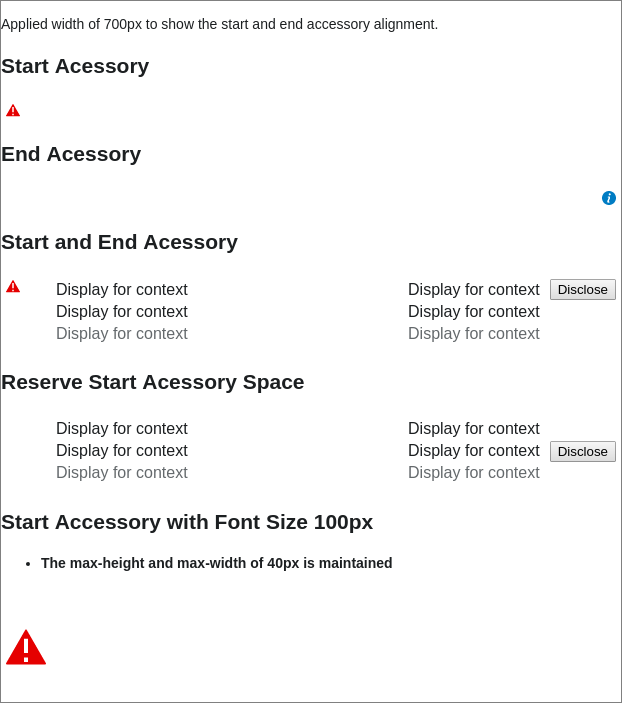 Applied width of 700px to show the start and end accessory alignment.
Start Acessory
End Acessory
Start and End Acessory
Display for context Display for context Disclose
Display for context Display for context
Display for context Display for context
Reserve Start Acessory Space
Display for context Display for context
Display for context Display for context Disclose
Display for context Display for context
Start Accessory with Font Size 100px
• The max-height and max-width of 40px is maintained